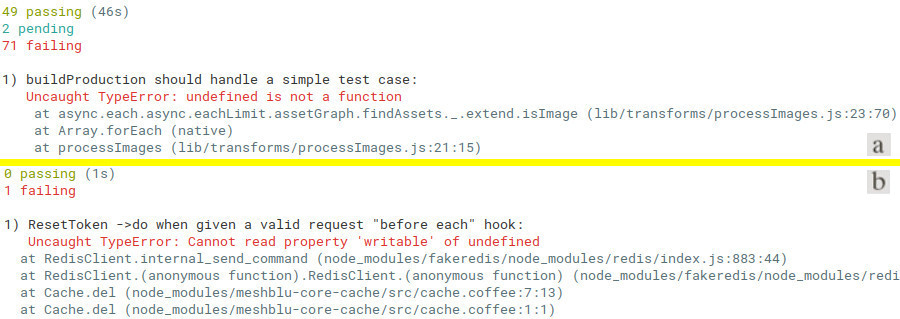 49 passing (46s)
2 pending
71 failing
1) buildProduction should handle a simple test case:
Uncaught TypeError: undefined is not a function
at async.each.async.eachLimit.assetGraph.findAssets._.extend.isImage (lib/transforms/processImages.js:23:70)
at Array.forEach (native)
at processImages (lib/transforms/processImages.js:21:15)
a
0 passing (1s)
b
1 failing
1) ResetToken ->do when given a valid request "before each" hook:
Uncaught TypeError: Cannot read property 'writable' of undefined
at RedisClient.internal_send_command (node_modules/fakeredis/node_modules/redis/index.js:883:44)
at RedisClient.(anonymous function).RedisClient.(anonymous function) (node_modules/fakeredis/node_modules/redi
at Cache.del (node_modules/meshblu-core-cache/src/cache.coffee:7:13)
at Cache.del (node_modules/meshblu-core-cache/src/cache.coffee:1:1)